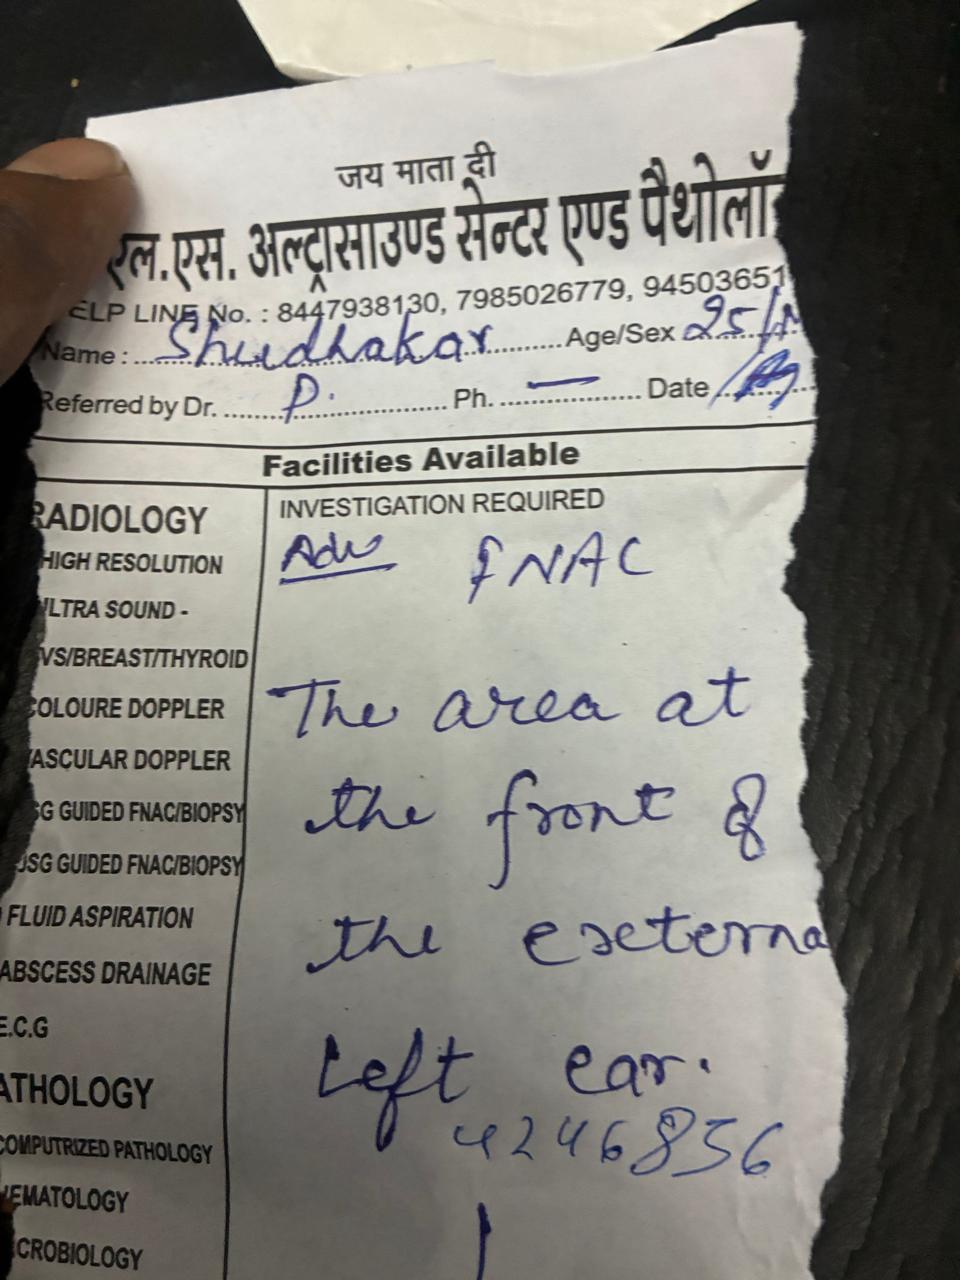 जय माता दी
एल.एस. अल्ट्रासाउण्ड सेन्टर एण्ड पैथोलॉ
ELP LINE No. : 8447938130, 7985026779, 94503651
Name : Shudhakar Age/Sex 25/M
Referred by Dr. P. Ph. — Date
Facilities Available
RADIOLOGY
HIGH RESOLUTION
ULTRA SOUND -
VS/BREAST/THYROID
COLOURE DOPPLER
VASCULAR DOPPLER
SG GUIDED FNAC/BIOPSY
USG GUIDED FNAC/BIOPSY
FLUID ASPIRATION
ABSCESS DRAINAGE
E.C.G
ATHOLOGY
COMPUTRIZED PATHOLOGY
HEMATOLOGY
CROBIOLOGY
INVESTIGATION REQUIRED
Adv FNAC
The area at
the front of
the externa
Left ear.
4246856